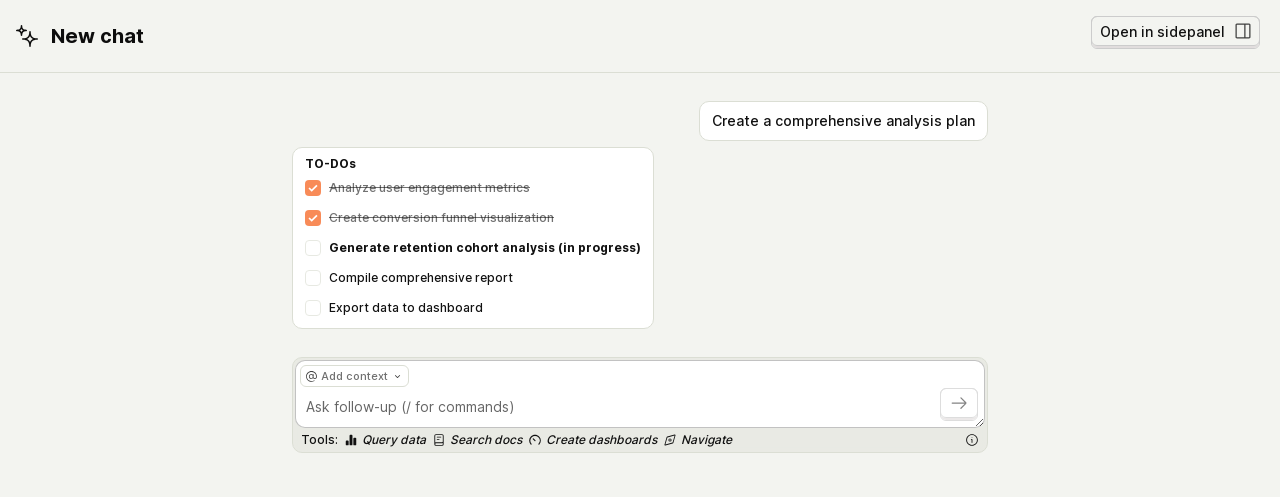 New chat
Open in sidepanel
Create a comprehensive analysis plan
TO-DOs
Analyze user engagement metrics
Create conversion funnel visualization
Generate retention cohort analysis (in progress)
Compile comprehensive report
Export data to dashboard
@ Add context
Ask follow-up (/ for commands)
Tools: Query data Search docs Create dashboards Navigate